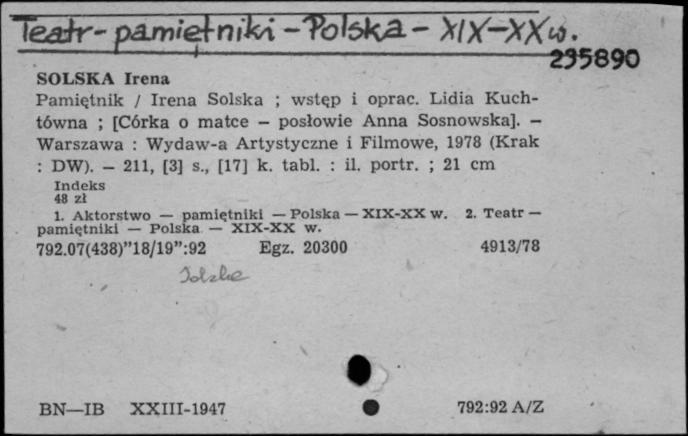 Teatr - pamiętniki - Polska - XIX-XX w.
235890
SOLSKA Irena
Pamiętnik / Irena Solska ; wstęp i oprac. Lidia Kuch-
tówna ; [Córka o matce – posłowie Anna Sosnowska]. –
Warszawa : Wydaw-a Artystyczne i Filmowe, 1978 (Krak
: DW). – 211, [3] s., [17] k. tabl. : il. portr. ; 21 cm
Indeks
48 zł
1. Aktorstwo — pamiętniki — Polska — XIX-XX w. 2. Teatr —
pamiętniki — Polska — XIX-XX w.
792.07(438)"18/19":92 Egz. 20300 4913/78
BN—IB XXIII-1947 792:92 A/Z